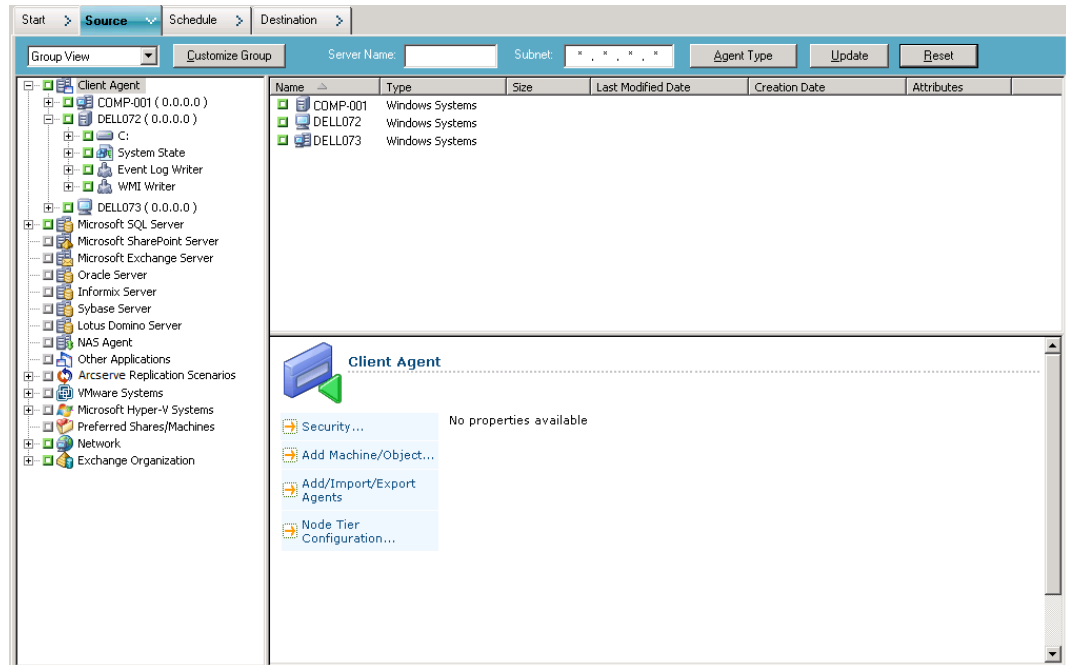 Start > Source Schedule > Destination >
Group View Customize Group Server Name: Subnet: * . * . * . * Agent Type Update Reset
Client Agent
COMP-001 ( 0.0.0.0 )
DELL072 ( 0.0.0.0 )
C:
System State
Event Log Writer
WMI Writer
DELL073 ( 0.0.0.0 )
Microsoft SQL Server
Microsoft SharePoint Server
Microsoft Exchange Server
Oracle Server
Informix Server
Sybase Server
Lotus Domino Server
NAS Agent
Other Applications
Arcserve Replication Scenarios
VMware Systems
Microsoft Hyper-V Systems
Preferred Shares/Machines
Network
Exchange Organization
Name Type Size Last Modified Date Creation Date Attributes
COMP-001 Windows Systems
DELL072 Windows Systems
DELL073 Windows Systems
Client Agent
Security...
Add Machine/Object...
Add/Import/Export
Agents
Node Tier
Configuration...
No properties available